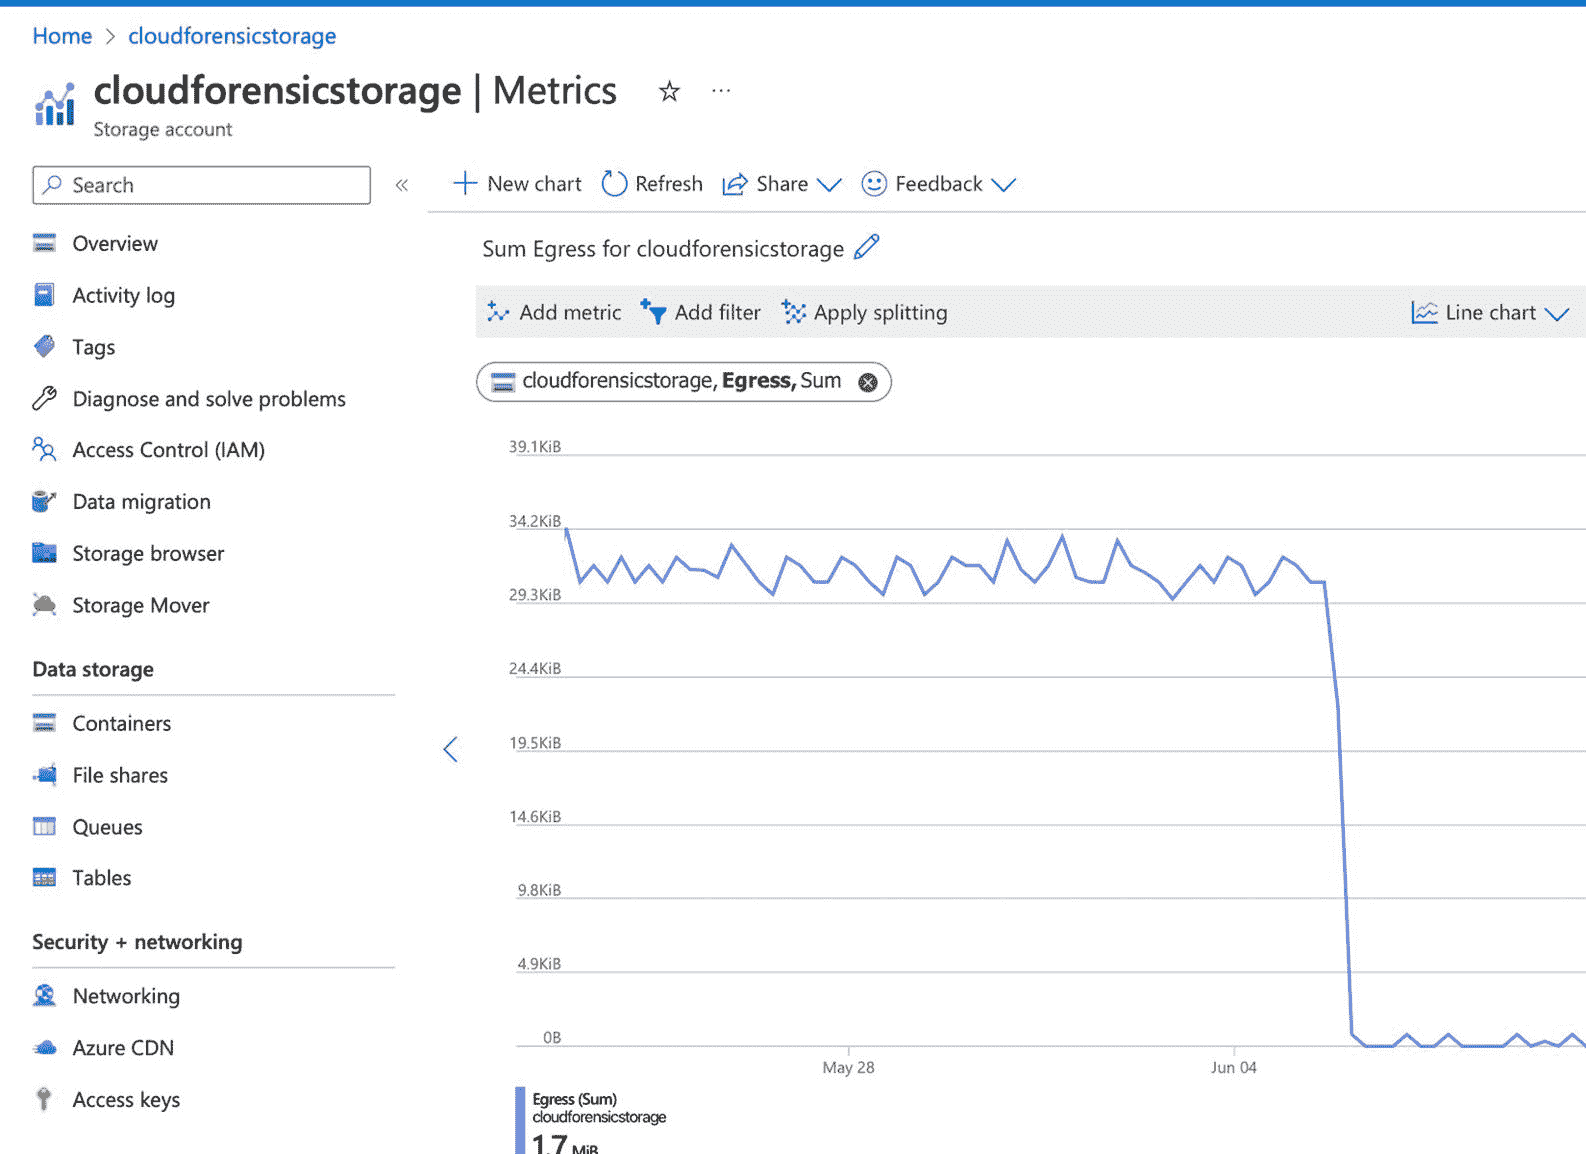 Home > cloudforensicstorage
cloudforensicstorage | Metrics
Storage account
Search
«
New chart Refresh Share Feedback
Overview
Activity log
Tags
Diagnose and solve problems
Access Control (IAM)
Data migration
Storage browser
Storage Mover
Data storage
Containers
File shares
Queues
Tables
Security + networking
Networking
Azure CDN
Access keys
Sum Egress for cloudforensicstorage
Add metric Add filter Apply splitting Line chart
cloudforensicstorage, Egress, Sum
39.1KiB
34.2KiB
29.3KiB
24.4KiB
19.5KiB
14.6KiB
9.8KiB
4.9KiB
0B
May 28 Jun 04
Egress (Sum)
cloudforensicstorage
1.7 MiB